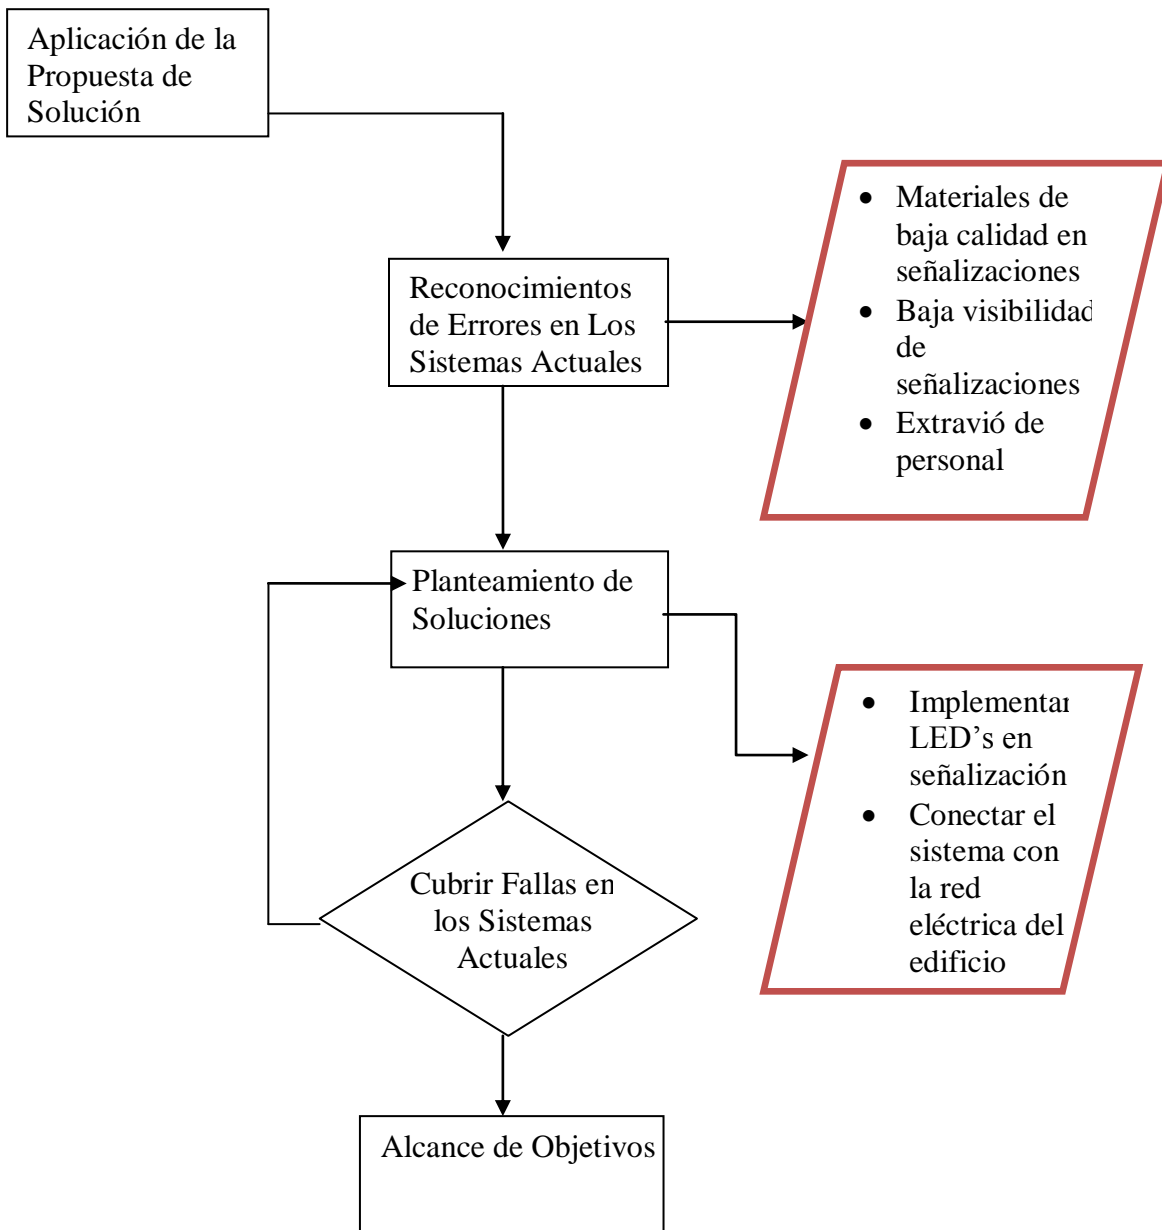 Aplicación de la
Propuesta de
Solución
Reconocimientos
de Errores en Los
Sistemas Actuales
• Materiales de
baja calidad en
señalizaciones
• Baja visibilidad
de
señalizaciones
• Extravió de
personal
Planteamiento de
Soluciones
• Implementar
LED’s en
señalización
• Conectar el
sistema con
la red
eléctrica del
edificio
Cubrir Fallas en
los Sistemas
Actuales
Alcance de Objetivos